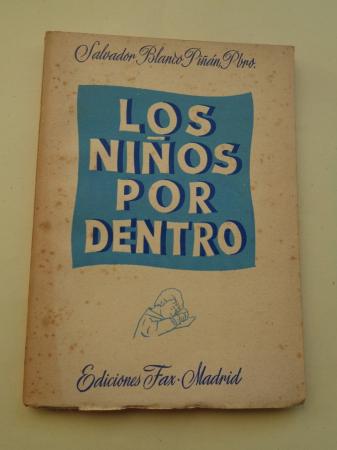 Salvador Blanco Piñán, Pbro.
LOS
NIÑOS
POR
DENTRO
Ediciones Fax · Madrid